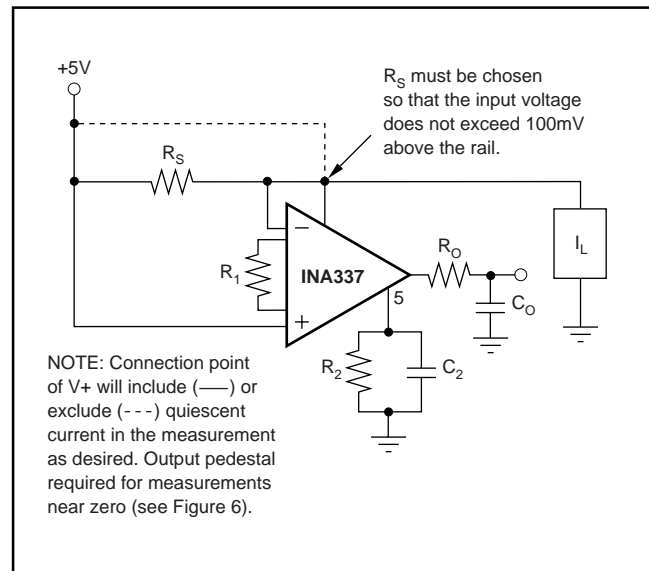 +5V
R_S must be chosen
so that the input voltage
does not exceed 100mV
above the rail.
R_S
−
R_1
INA337
+
5
R_O
C_O
I_L
R_2
C_2
NOTE: Connection point
of V+ will include (——) or
exclude (- - -) quiescent
current in the measurement
as desired. Output pedestal
required for measurements
near zero (see Figure 6).